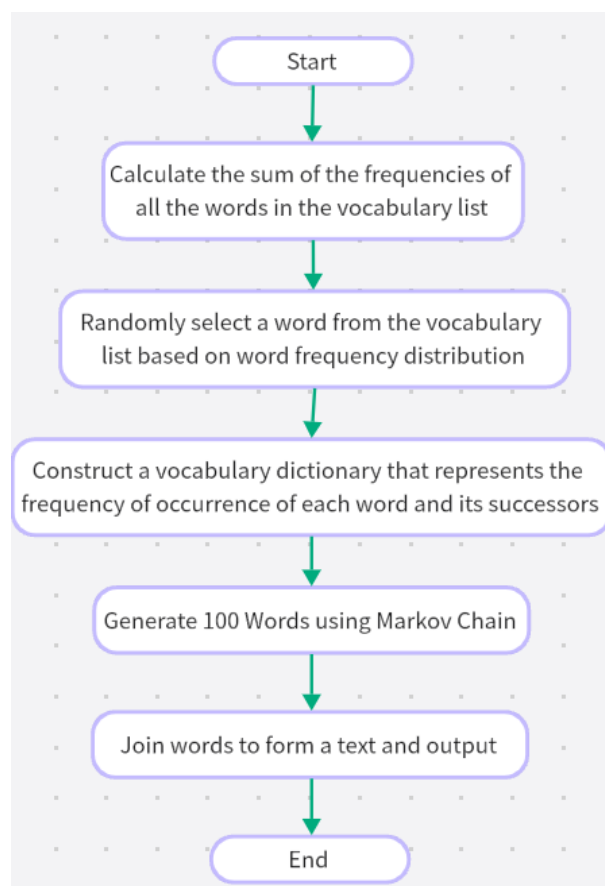 Start
Calculate the sum of the frequencies of
all the words in the vocabulary list
Randomly select a word from the vocabulary
list based on word frequency distribution
Construct a vocabulary dictionary that represents the
frequency of occurrence of each word and its successors
Generate 100 Words using Markov Chain
Join words to form a text and output
End